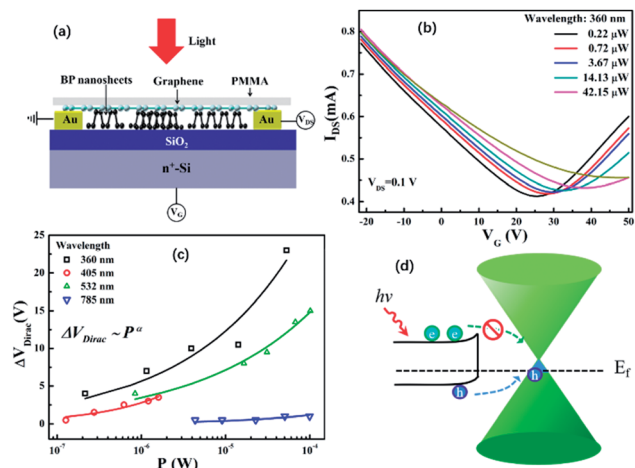 (a)
Light
BP nanosheets
Graphene
PMMA
Au
Au
V_DS
SiO₂
n⁺-Si
V_G
(b)
Wavelength: 360 nm
0.22 μW
0.72 μW
3.67 μW
14.13 μW
42.15 μW
I_DS(mA)
0.8
0.7
0.6
0.5
0.4
V_DS=0.1 V
-20 -10 0 10 20 30 40 50
V_G (V)
(c)
Wavelength
360 nm
405 nm
532 nm
785 nm
ΔV_Dirac ~ P^α
ΔV_Dirac(V)
25
20
15
10
5
0
10⁻⁷ 10⁻⁶ 10⁻⁵ 10⁻⁴
P (W)
(d)
hν
e e
E_f
h
h